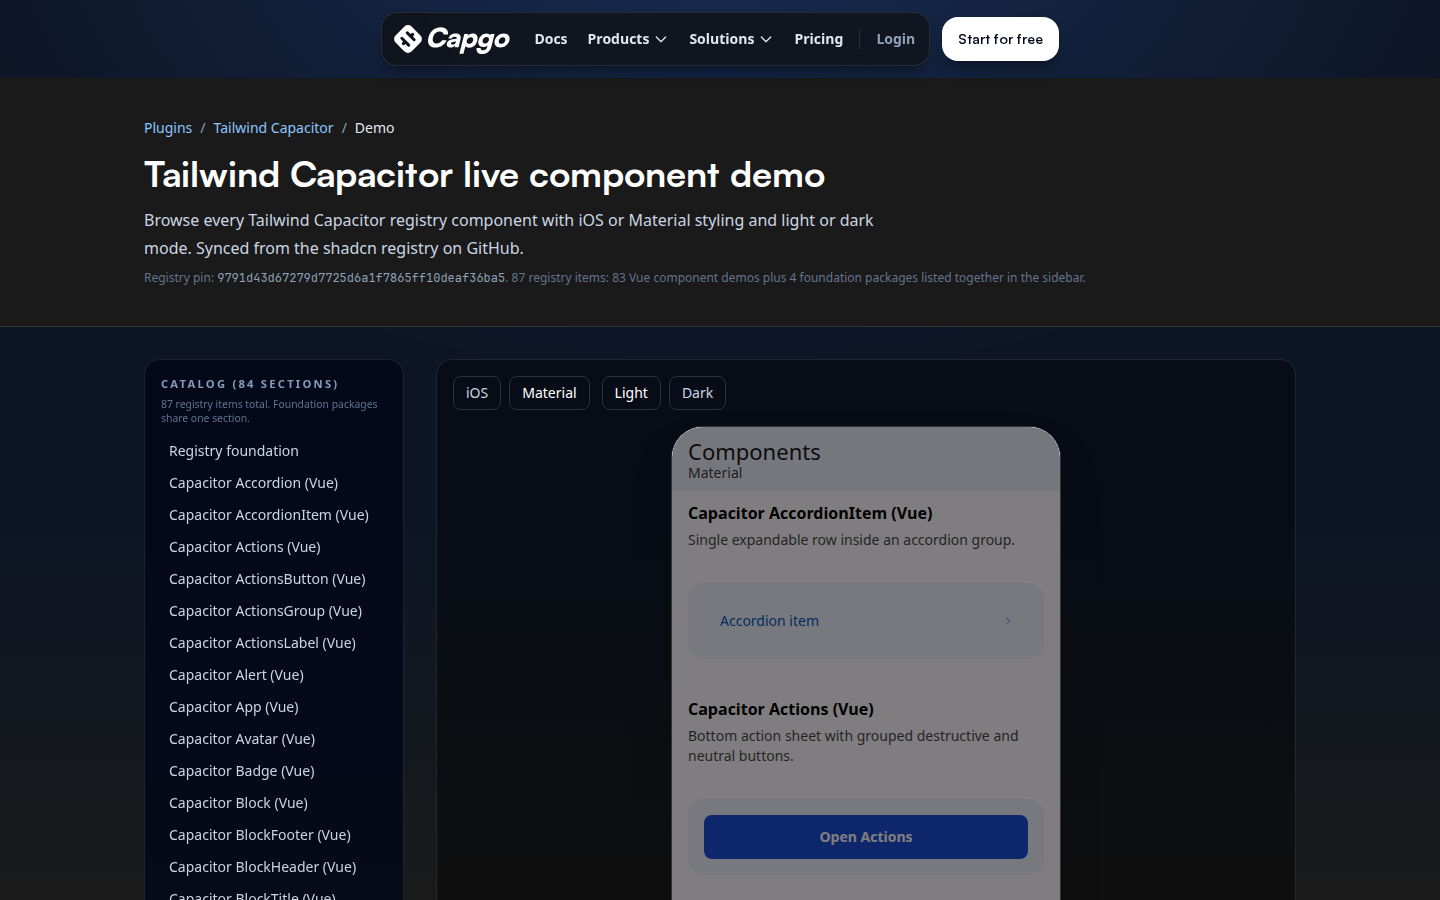 Capgo Docs Products Solutions Pricing Login Start for free
Plugins / Tailwind Capacitor / Demo
Tailwind Capacitor live component demo
Browse every Tailwind Capacitor registry component with iOS or Material styling and light or dark
mode. Synced from the shadcn registry on GitHub.
Registry pin: 9791d43d67279d7725d6a1f7865ff10deaf36ba5. 87 registry items: 83 Vue component demos plus 4 foundation packages listed together in the sidebar.
CATALOG (84 SECTIONS)
87 registry items total. Foundation packages
share one section.
Registry foundation
Capacitor Accordion (Vue)
Capacitor AccordionItem (Vue)
Capacitor Actions (Vue)
Capacitor ActionsButton (Vue)
Capacitor ActionsGroup (Vue)
Capacitor ActionsLabel (Vue)
Capacitor Alert (Vue)
Capacitor App (Vue)
Capacitor Avatar (Vue)
Capacitor Badge (Vue)
Capacitor Block (Vue)
Capacitor BlockFooter (Vue)
Capacitor BlockHeader (Vue)
Capacitor BlockTitle (Vue)
iOS Material Light Dark
Components
Material
Capacitor AccordionItem (Vue)
Single expandable row inside an accordion group.
Accordion item
Capacitor Actions (Vue)
Bottom action sheet with grouped destructive and
neutral buttons.
Open Actions